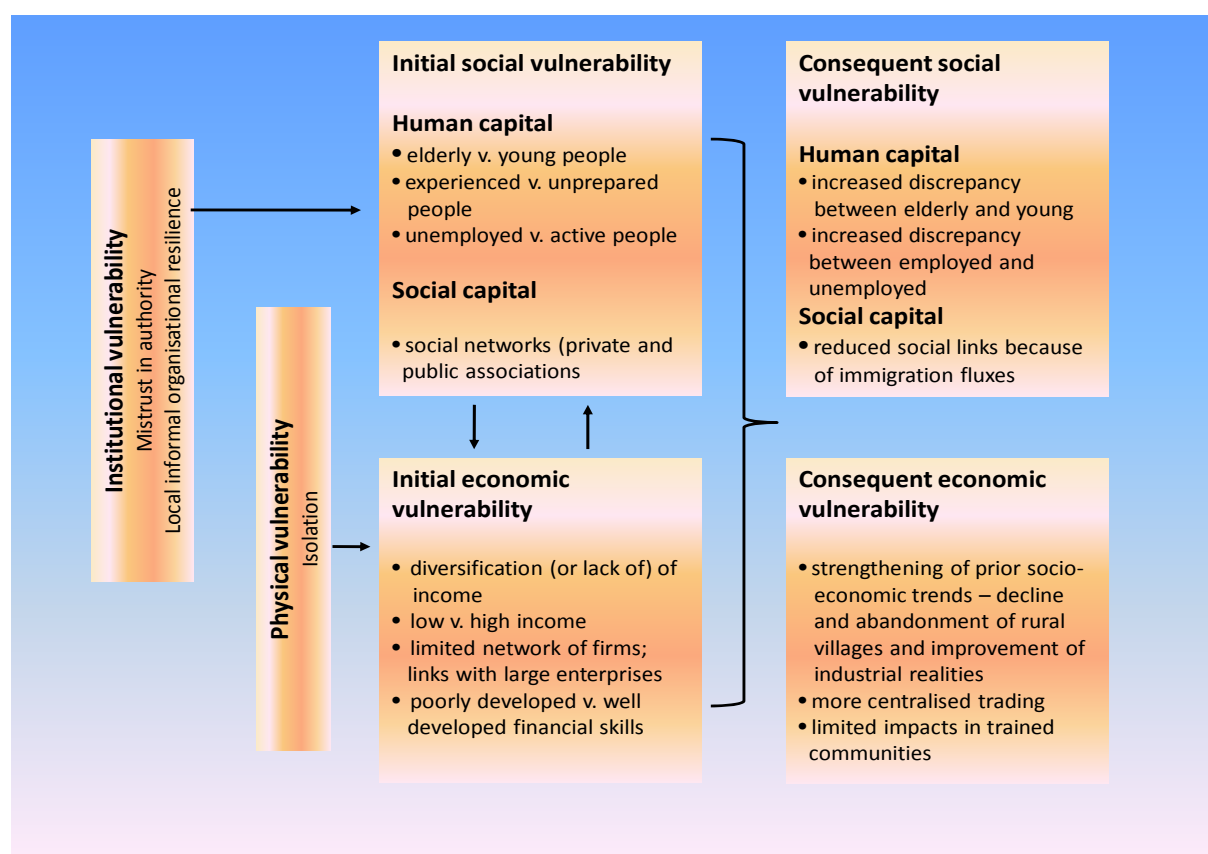 Institutional vulnerability
Mistrust in authority
Local informal organisational resilience
Physical vulnerability
Isolation
Initial social vulnerability
Human capital
• elderly v. young people
• experienced v. unprepared
people
• unemployed v. active people
Social capital
• social networks (private and
public associations
Initial economic
vulnerability
• diversification (or lack of) of
income
• low v. high income
• limited network of firms;
links with large enterprises
• poorly developed v. well
developed financial skills
Consequent social
vulnerability
Human capital
• increased discrepancy
between elderly and young
• increased discrepancy
between employed and
unemployed
Social capital
• reduced social links because
of immigration fluxes
Consequent economic
vulnerability
• strengthening of prior socio-
economic trends – decline
and abandonment of rural
villages and improvement of
industrial realities
• more centralised trading
• limited impacts in trained
communities